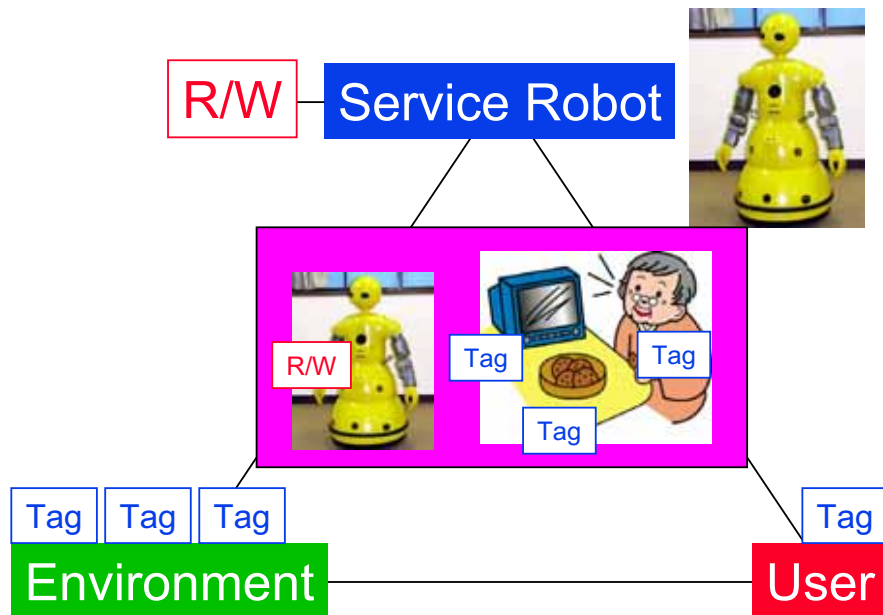 R/W
Service Robot
R/W
Tag
Tag
Tag
Tag
Tag
Tag
Tag
Environment
User